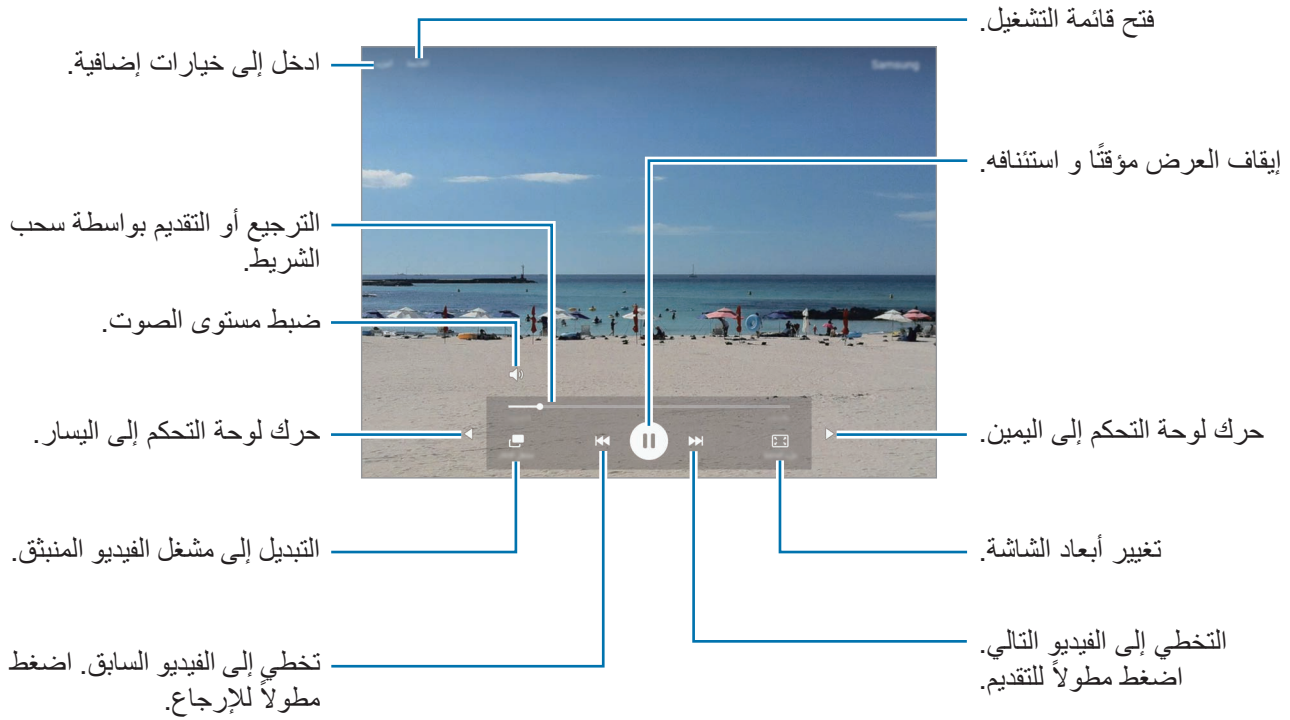 فتح قائمة التشغيل.
ادخل إلى خيارات إضافية.
Samsung
إيقاف العرض مؤقتًا و استئنافه.
الترجيع أو التقديم بواسطة سحب
الشريط.
ضبط مستوى الصوت.
حرك لوحة التحكم إلى اليمين.
حرك لوحة التحكم إلى اليسار.
تغيير أبعاد الشاشة.
التبديل إلى مشغل الفيديو المنبثق.
التخطي إلى الفيديو التالي.
اضغط مطولاً للتقديم.
تخطي إلى الفيديو السابق. اضغط
مطولاً للإرجاع.